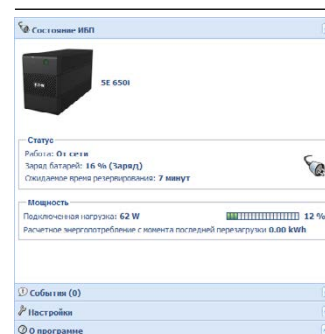 Состояние ИБП
EATON
5E 650i
Статус
Работа: От сети
Заряд батарей: 16 % (Заряд)
Ожидаемое время резервирования: 7 минут
Мощность
Подключенная нагрузка: 62 W 12 %
Расчетное энергопотребление с момента последней перезагрузки 0.00 kWh
События (0)
Настройки
О программе